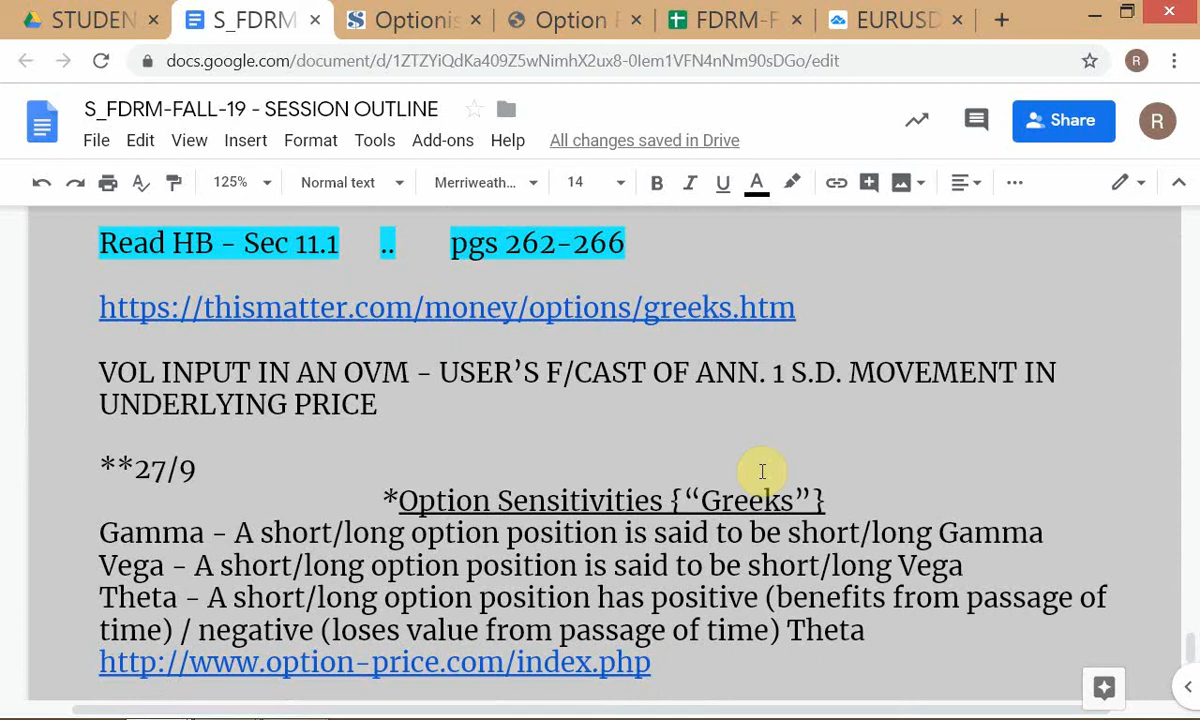 STUDEN
S_FDRM
Optionis
Option
FDRM-F
EURUSD
docs.google.com/document/d/1ZTZYiQdKa409Z5wNimhX2ux8-0Iem1VFN4nNm90sDGo/edit
R
S_FDRM-FALL-19 - SESSION OUTLINE
Share
R
File Edit View Insert Format Tools Add-ons Help All changes saved in Drive
125% Normal text Merriweath... 14 B I U A
Read HB - Sec 11.1 .. pgs 262-266
https://thismatter.com/money/options/greeks.htm
VOL INPUT IN AN OVM - USER’S F/CAST OF ANN. 1 S.D. MOVEMENT IN
UNDERLYING PRICE
**27/9
*Option Sensitivities {“Greeks”}
Gamma - A short/long option position is said to be short/long Gamma
Vega - A short/long option position is said to be short/long Vega
Theta - A short/long option position has positive (benefits from passage of
time) / negative (loses value from passage of time) Theta
http://www.option-price.com/index.php